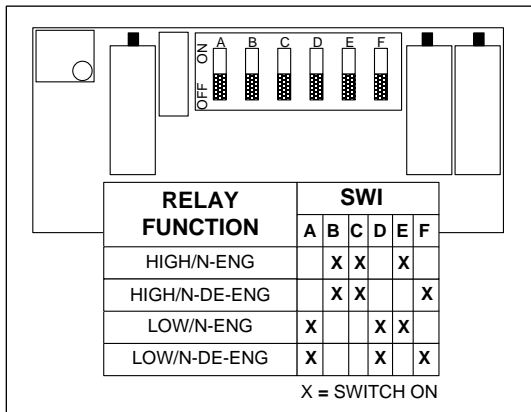 ON A B C D E F
OFF
RELAY FUNCTION SWI
A B C D E F
HIGH/N-ENG X X X
HIGH/N-DE-ENG X X X
LOW/N-ENG X X X
LOW/N-DE-ENG X X X
X = SWITCH ON